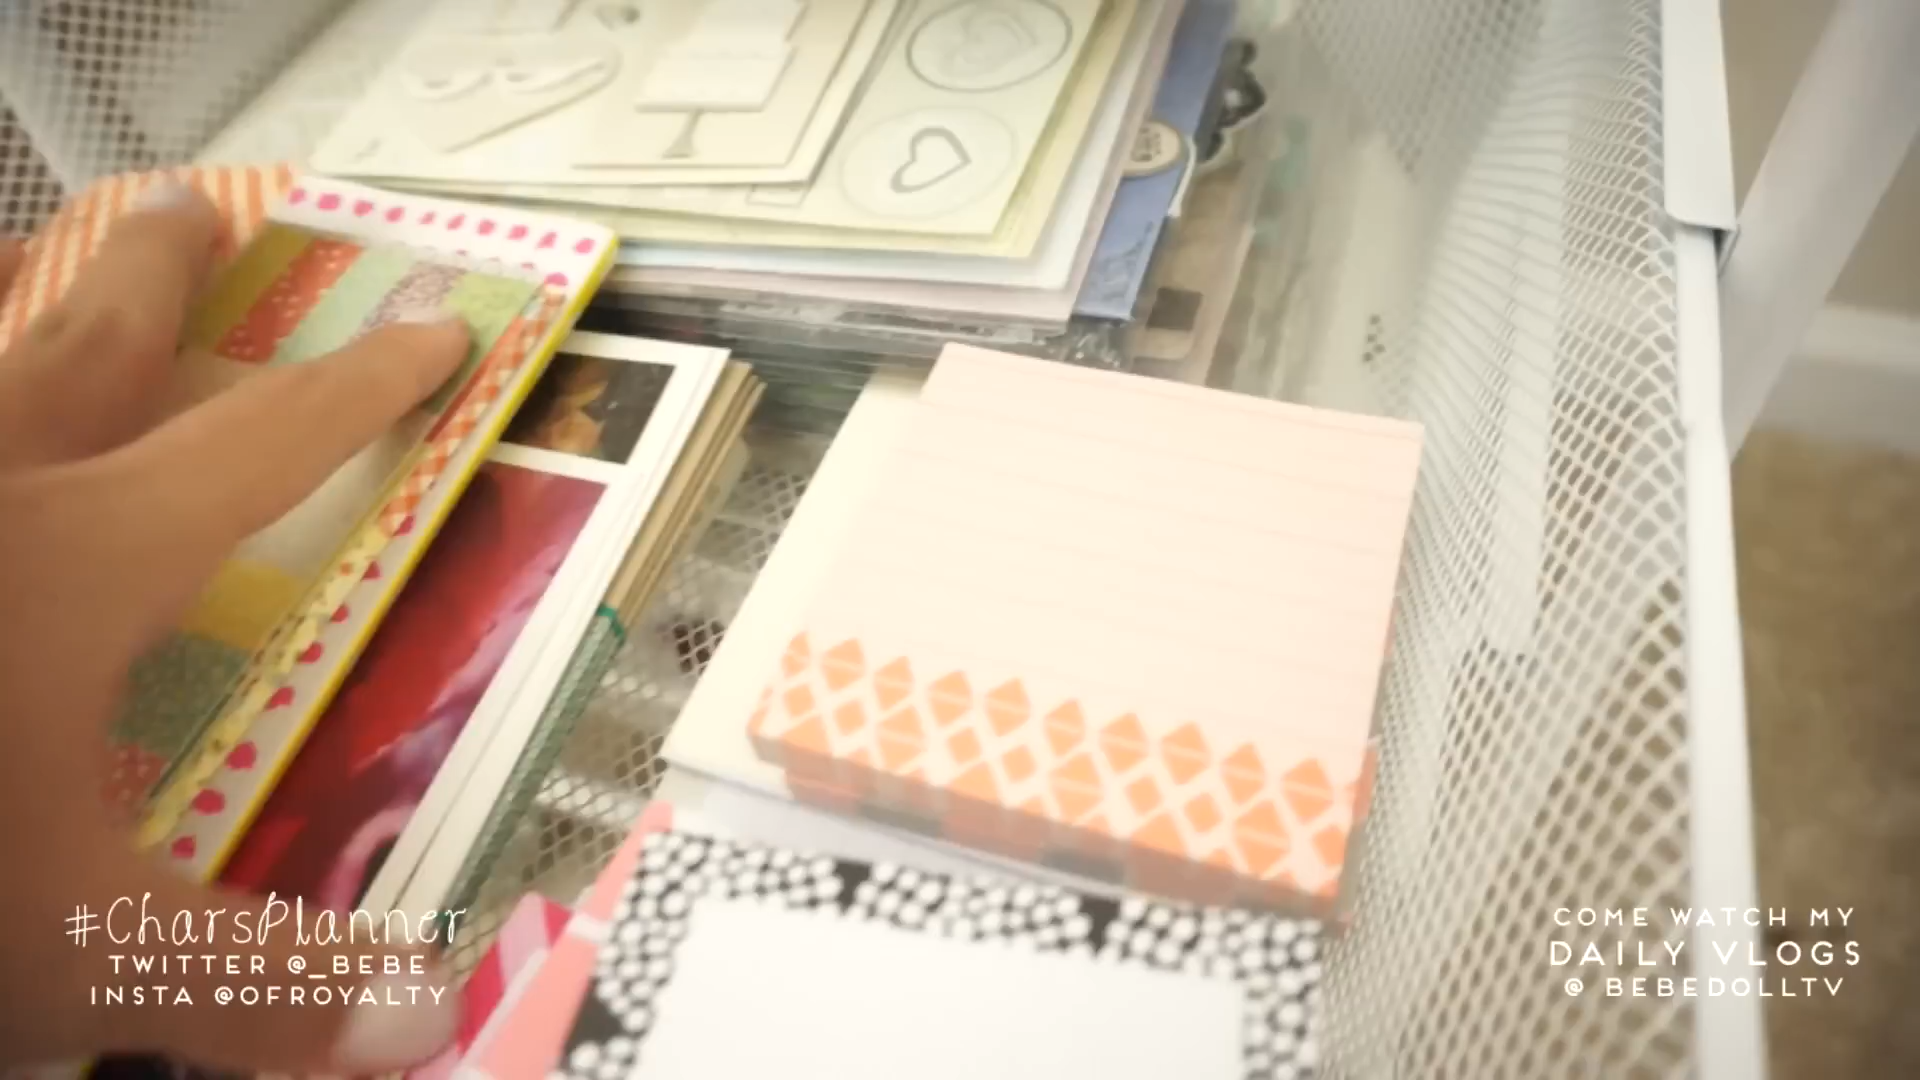 #CharsPlanner
TWITTER @_BEBE
INSTA @OFROYALTY
COME WATCH MY
DAILY VLOGS
@ BEBEDOLLTV